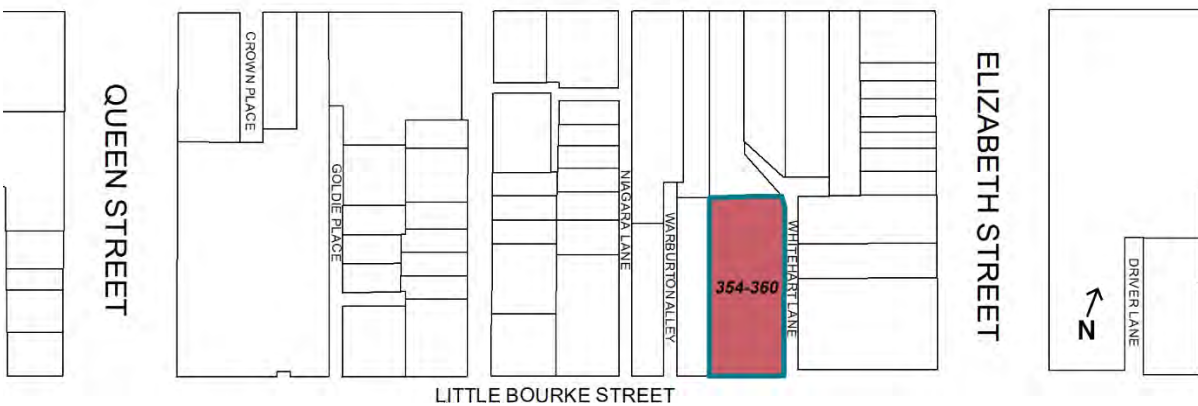 QUEEN STREET
CROWN PLACE
GOLDIE PLACE
NIAGARA LANE
WARBURTON ALLEY
354-360
WHITEHART LANE
ELIZABETH STREET
N
DRIVER LANE
LITTLE BOURKE STREET